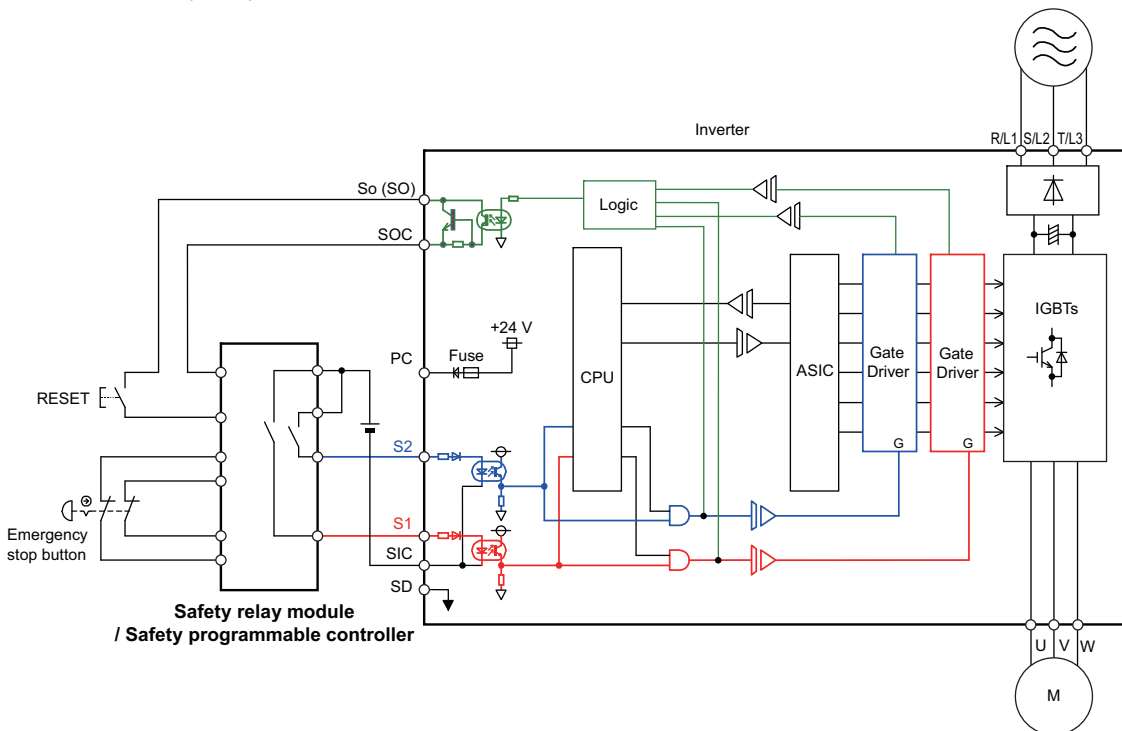 Inverter
R/L1 S/L2 T/L3
So (SO)
SOC
Logic
+24 V
PC
Fuse
CPU
ASIC
Gate
Driver
Gate
Driver
IGBTs
RESET
S2
G
G
S1
SIC
SD
Emergency
stop button
Safety relay module
/ Safety programmable controller
U V W
M